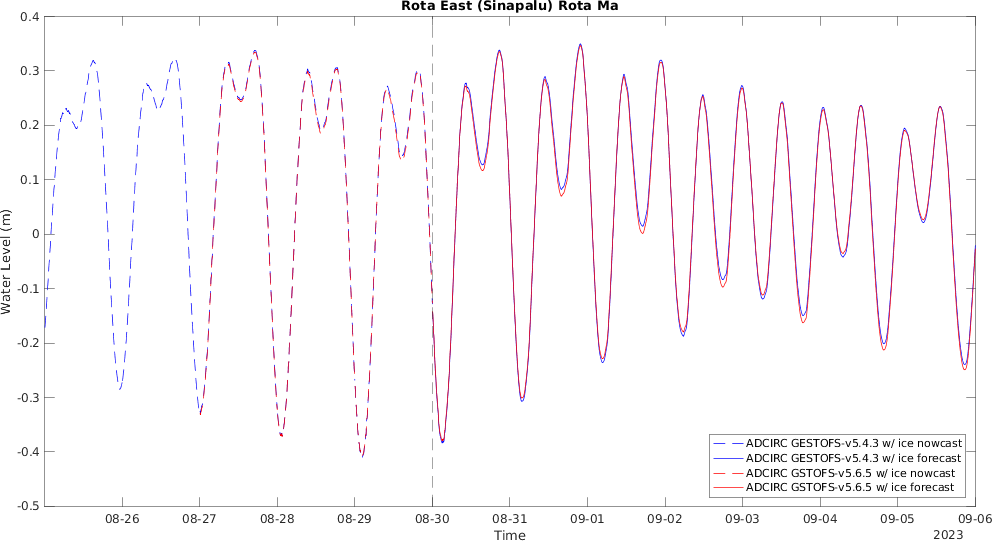 Rota East (Sinapalu) Rota Ma
0.4
0.3
0.2
0.1
0
-0.1
-0.2
-0.3
-0.4
-0.5
Water Level (m)
ADCIRC GESTOFS-v5.4.3 w/ ice nowcast
ADCIRC GESTOFS-v5.4.3 w/ ice forecast
ADCIRC GSTOFS-v5.6.5 w/ ice nowcast
ADCIRC GSTOFS-v5.6.5 w/ ice forecast
08-26 08-27 08-28 08-29 08-30 08-31 09-01 09-02 09-03 09-04 09-05 09-06
Time
2023